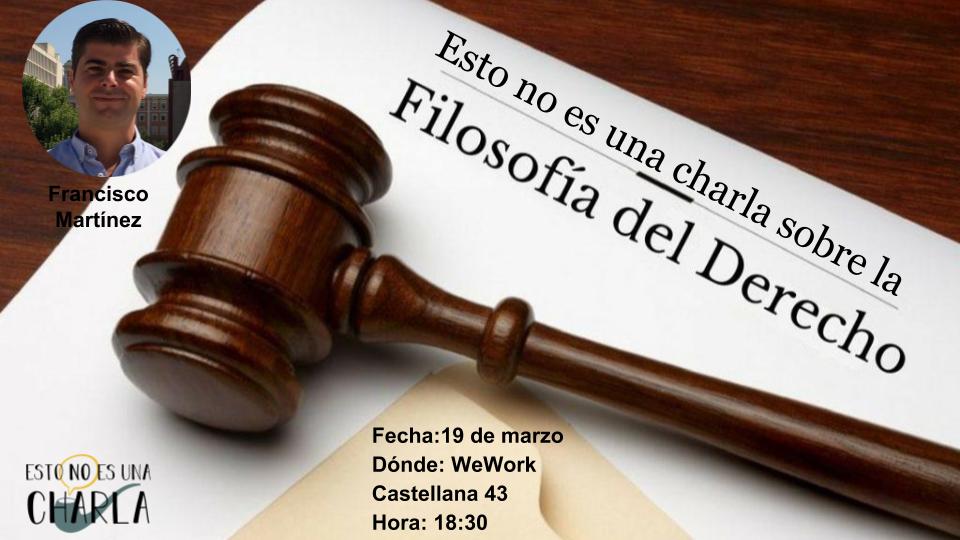 Esto no es una charla sobre la
Filosofía del Derecho
Francisco
Martínez
Fecha:19 de marzo
Dónde: WeWork
Castellana 43
Hora: 18:30
ESTO NO ES UNA
CHARLA